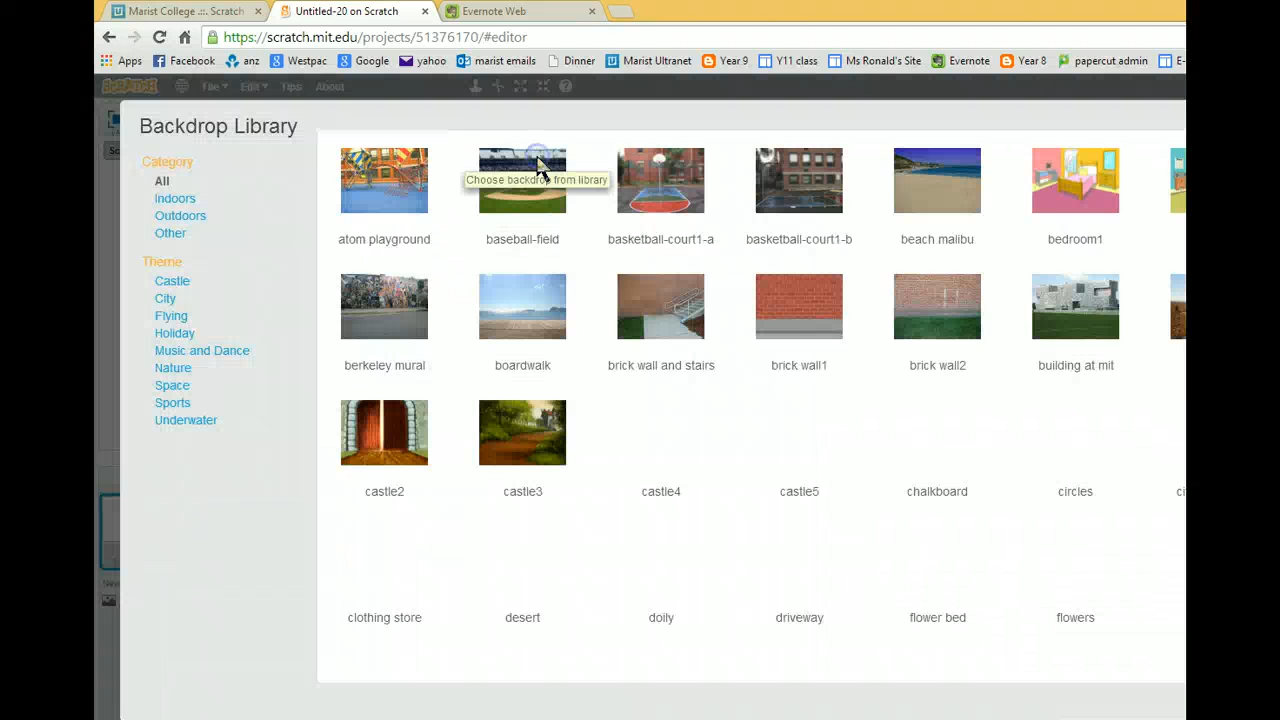 Marist College .::. Scratch
Untitled-20 on Scratch
Evernote Web
https://scratch.mit.edu/projects/51376170/#editor
Apps Facebook anz Westpac Google yahoo marist emails Dinner Marist Ultranet Year 9 Y11 class Ms Ronald's Site Evernote Year 8 papercut admin E-
SCRATCH File Edit Tips About
Backdrop Library
Category
All
Indoors
Outdoors
Other
Theme
Castle
City
Flying
Holiday
Music and Dance
Nature
Space
Sports
Underwater
Choose backdrop from library
atom playground baseball-field basketball-court1-a basketball-court1-b beach malibu bedroom1
berkeley mural boardwalk brick wall and stairs brick wall1 brick wall2 building at mit
castle2 castle3 castle4 castle5 chalkboard circles
clothing store desert doily driveway flower bed flowers